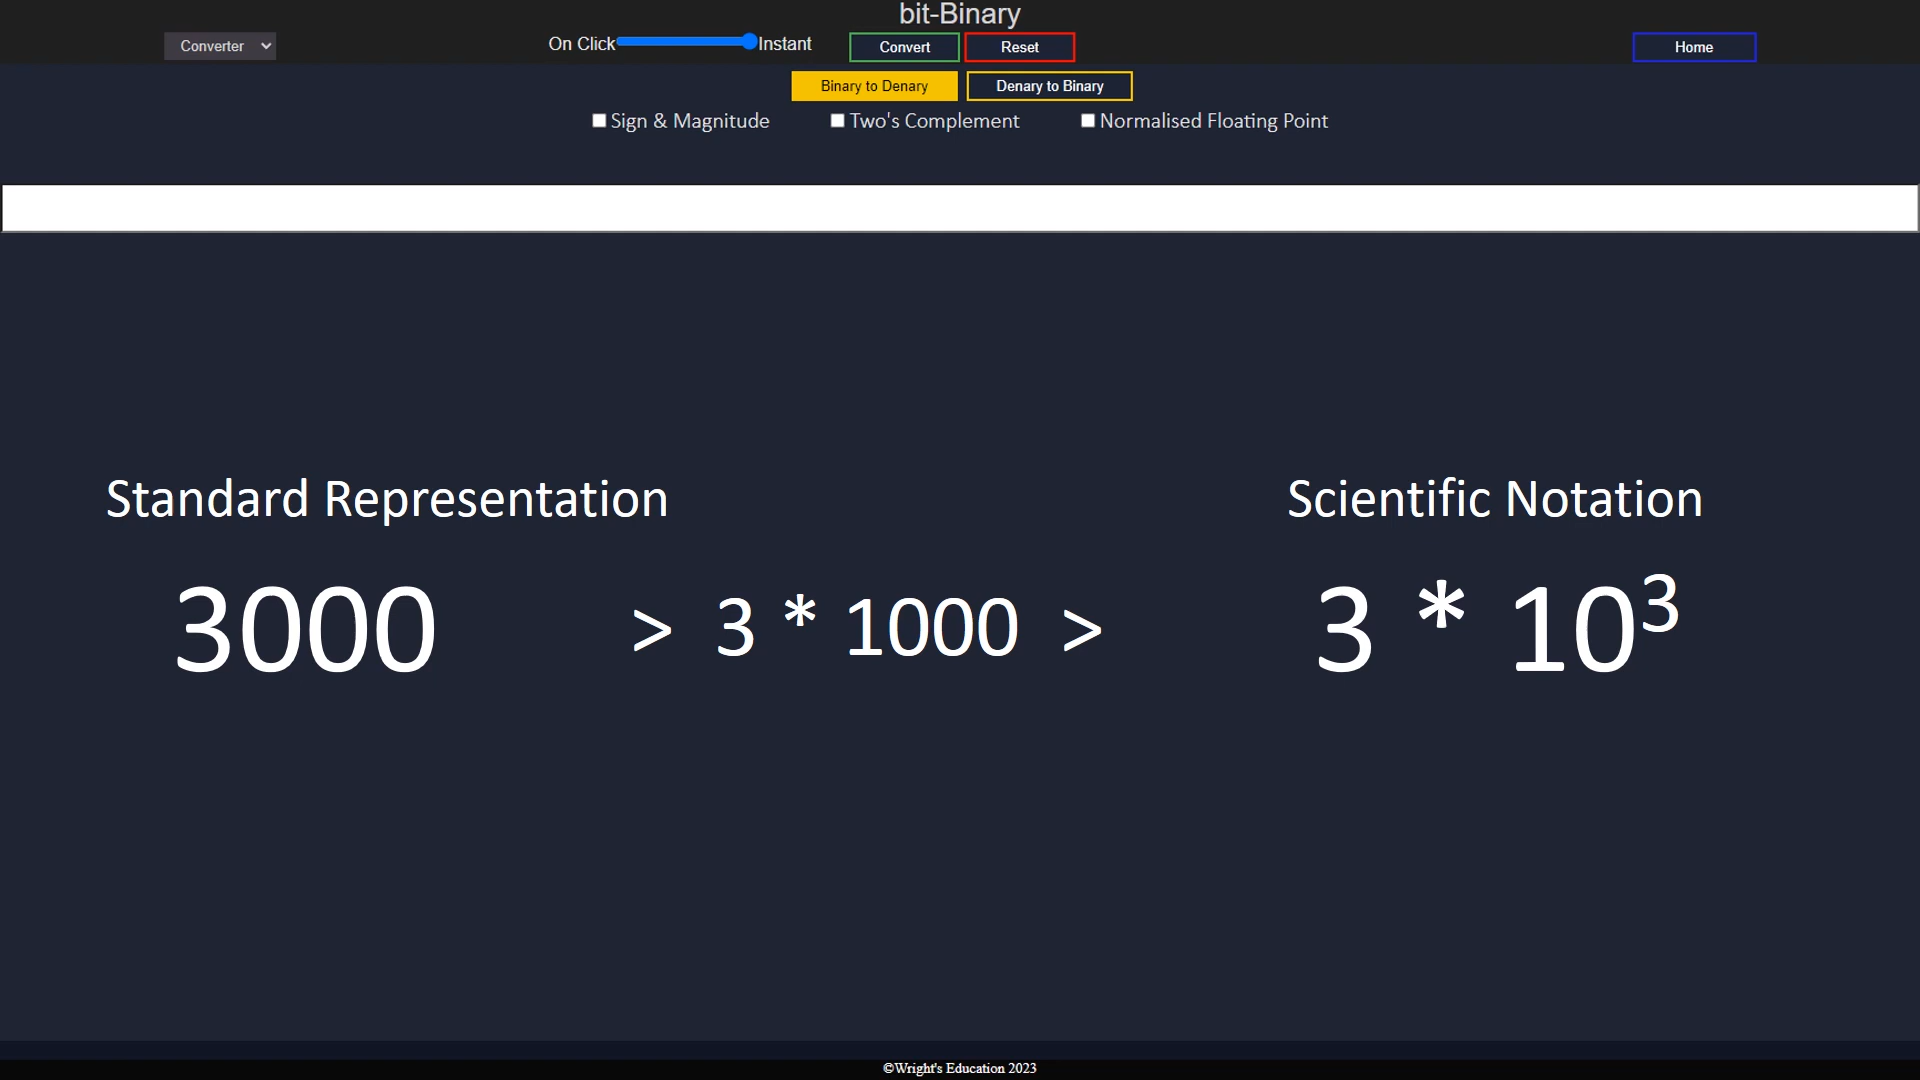 bit-Binary
Converter On Click Instant Convert Reset Home
Binary to Denary Denary to Binary
Sign & Magnitude Two's Complement Normalised Floating Point
Standard Representation Scientific Notation
3000 > 3 * 1000 > 3 * 10³
©Wright's Education 2023